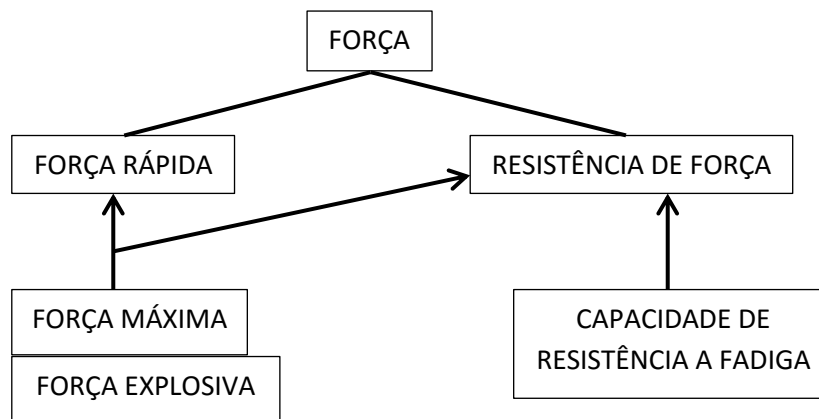 FORÇA
FORÇA RÁPIDA
RESISTÊNCIA DE FORÇA
FORÇA MÁXIMA
FORÇA EXPLOSIVA
CAPACIDADE DE
RESISTÊNCIA A FADIGA